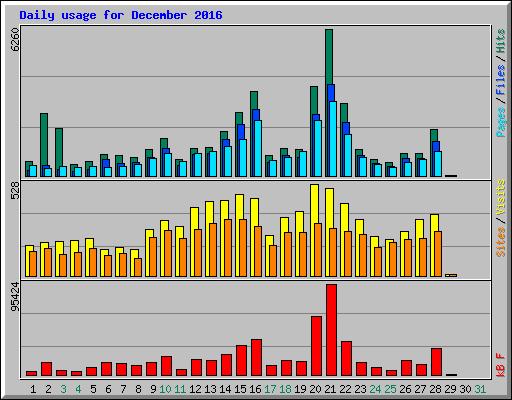 Daily usage for December 2016
6260
Pages / Files / Hits
528
Sites / Visits
95424
kB F
1 2 3 4 5 6 7 8 9 10 11 12 13 14 15 16 17 18 19 20 21 22 23 24 25 26 27 28 29 30 31